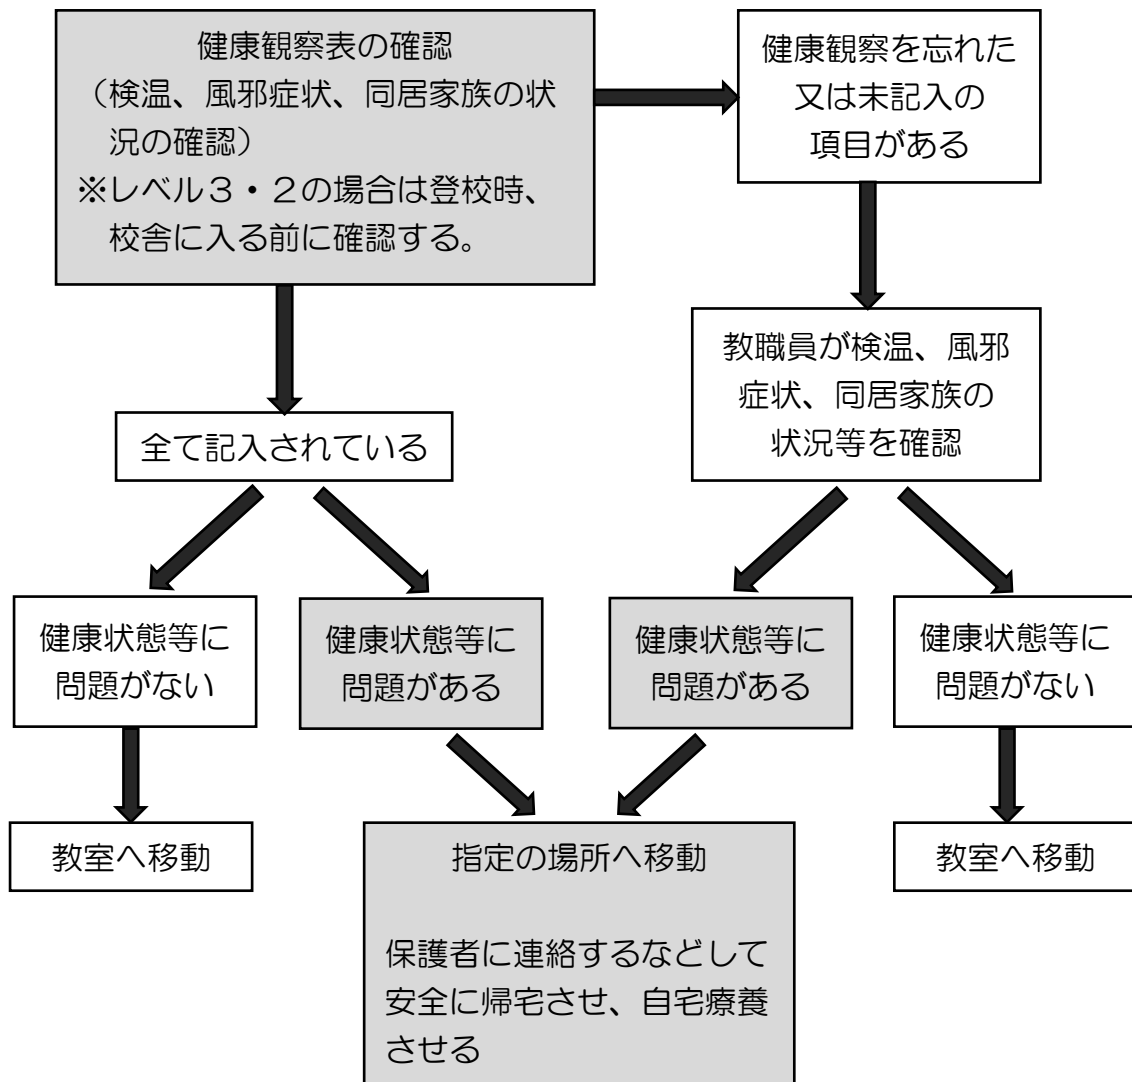 健康観察表の確認
（検温、風邪症状、同居家族の状
況の確認）
※レベル３・２の場合は登校時、
校舎に入る前に確認する。
健康観察を忘れた
又は未記入の
項目がある
教職員が検温、風邪
症状、同居家族の
状況等を確認
全て記入されている
健康状態等に
問題がない
健康状態等に
問題がある
健康状態等に
問題がある
健康状態等に
問題がない
教室へ移動
指定の場所へ移動
保護者に連絡するなどして
安全に帰宅させ、自宅療養
させる
教室へ移動